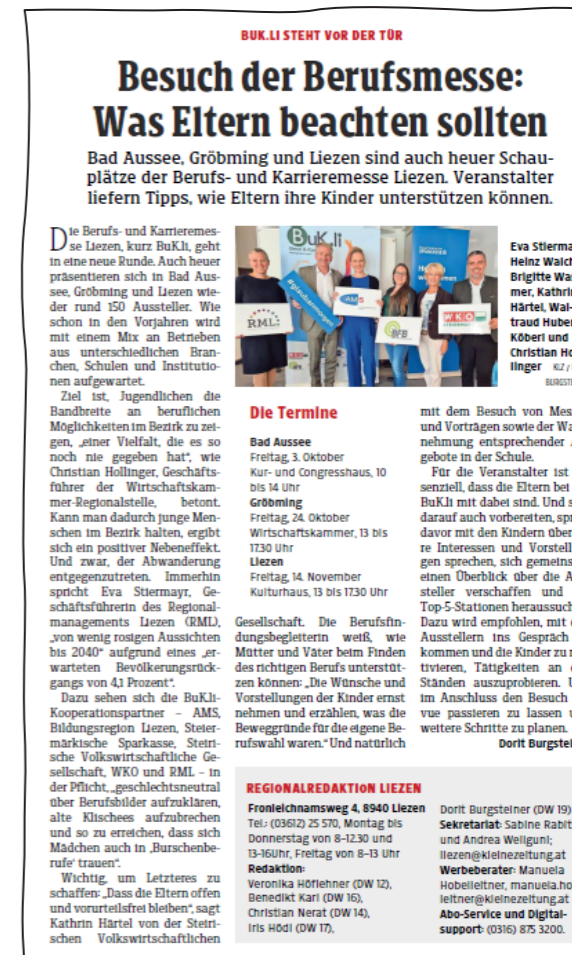 BUK.LI STEHT VOR DER TÜR
Besuch der Berufsmesse:
Was Eltern beachten sollten
Bad Aussee, Gröbming und Liezen sind auch heuer Schau-
plätze der Berufs- und Karrieremesse Liezen. Veranstalter
liefern Tipps, wie Eltern ihre Kinder unterstützen können.
Die Berufs- und Karrieremes-
se Liezen, kurz BuK.li, geht
in eine neue Runde. Auch heuer
präsentieren sich in Bad Aus-
see, Gröbming und Liezen wie-
der rund 150 Aussteller. Wie
schon in den Vorjahren wird
mit einem Mix an Betrieben
aus unterschiedlichen Bran-
chen, Schulen und Institutio-
nen aufgewartet.
Ziel ist, Jugendlichen die
Bandbreite an beruflichen
Möglichkeiten im Bezirk zu zei-
gen, „einer Vielfalt, die es so
noch nie gegeben hat“, wie
Christian Hollinger, Geschäfts-
führer der Wirtschaftskam-
mer-Regionalstelle, betont.
Kann man dadurch junge Men-
schen im Bezirk halten, ergibt
sich ein positiver Nebeneffekt.
Und zwar, der Abwanderung
entgegenzutreten. Immerhin
spricht Eva Stiermayr, Ge-
schäftsführerin des Regional-
managements Liezen (RML),
„von wenig rosigen Aussichten
bis 2040“ aufgrund eines „er-
warteten Bevölkerungsrück-
gangs von 4,1 Prozent“.
Dazu sehen sich die BuK.li-
Kooperationspartner – AMS,
Bildungsregion Liezen, Steier-
märkische Sparkasse, Steiri-
sche Volkswirtschaftliche Ge-
sellschaft, WKO und RML – in
der Pflicht, „geschlechtsneutral
über Berufsbilder aufzuklären,
alte Klischees aufzubrechen
und so zu erreichen, dass sich
Mädchen auch in ‚Burschenbe-
rufe‘ trauen“.
Wichtig, um Letzteres zu
schaffen: „Dass die Eltern offen
und vorurteilsfrei bleiben“, sagt
Kathrin Härtel von der Steiri-
schen Volkswirtschaftlichen
BuK.li
#glaubanmorgen
RML
AMS
BFB
WKO
Eva Stierma
Heinz Walch
Brigitte Was
mer, Kathrin
Härtel, Wal-
traud Huber
Köberl und
Christian Ho
linger KLZ /
BURGSTE
Die Termine
Bad Aussee
Freitag, 3. Oktober
Kur- und Congresshaus, 10
bis 14 Uhr
Gröbming
Freitag, 24. Oktober
Wirtschaftskammer, 13 bis
17.30 Uhr
Liezen
Freitag, 14. November
Kulturhaus, 13 bis 17.30 Uhr
Gesellschaft. Die Berufsfin-
dungsbegleiterin weiß, wie
Mütter und Väter beim Finden
des richtigen Berufs unterstüt-
zen können: „Die Wünsche und
Vorstellungen der Kinder ernst
nehmen und erzählen, was die
Beweggründe für die eigene Be-
rufswahl waren.“ Und natürlich
mit dem Besuch von Mes
und Vorträgen sowie der Wa
nehmung entsprechender A
gebote in der Schule.
Für die Veranstalter ist
senziell, dass die Eltern bei
BuK.li mit dabei sind. Und s
darauf auch vorbereiten, spr
davor mit den Kindern über
re Interessen und Vorstell
gen sprechen, sich gemeins
einen Überblick über die A
steller verschaffen und
Top-5-Stationen heraussuch
Dazu wird empfohlen, mit
Ausstellern ins Gespräch
kommen und die Kinder zu m
tivieren, Tätigkeiten an
Ständen auszuprobieren. U
im Anschluss den Besuch
vue passieren zu lassen u
weitere Schritte zu planen.
Dorit Burgstei
REGIONALREDAKTION LIEZEN
Fronleichnamsweg 4, 8940 Liezen
Tel.: (03612) 25 570, Montag bis
Donnerstag von 8–12.30 und
13-16Uhr, Freitag von 8–13 Uhr
Redaktion:
Veronika Höflehner (DW 12),
Benedikt Karl (DW 16),
Christian Nerat (DW 14),
Iris Hödl (DW 17),
Dorit Burgsteiner (DW 19)
Sekretariat: Sabine Rabit
und Andrea Weilguni;
liezen@kleinezeitung.at
Werbeberater: Manuela
Hobelleitner, manuela.ho
leitner@kleinezeitung.at
Abo-Service und Digital-
support: (0316) 875 3200.